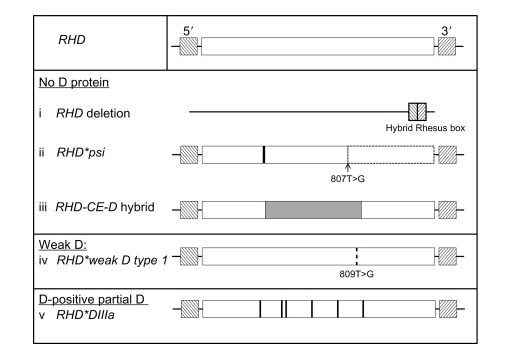 RHD 5′ 3′
No D protein
i RHD deletion
Hybrid Rhesus box
ii RHD*psi
807T>G
iii RHD-CE-D hybrid
Weak D:
iv RHD*weak D type 1
809T>G
D-positive partial D
v RHD*DIIIa